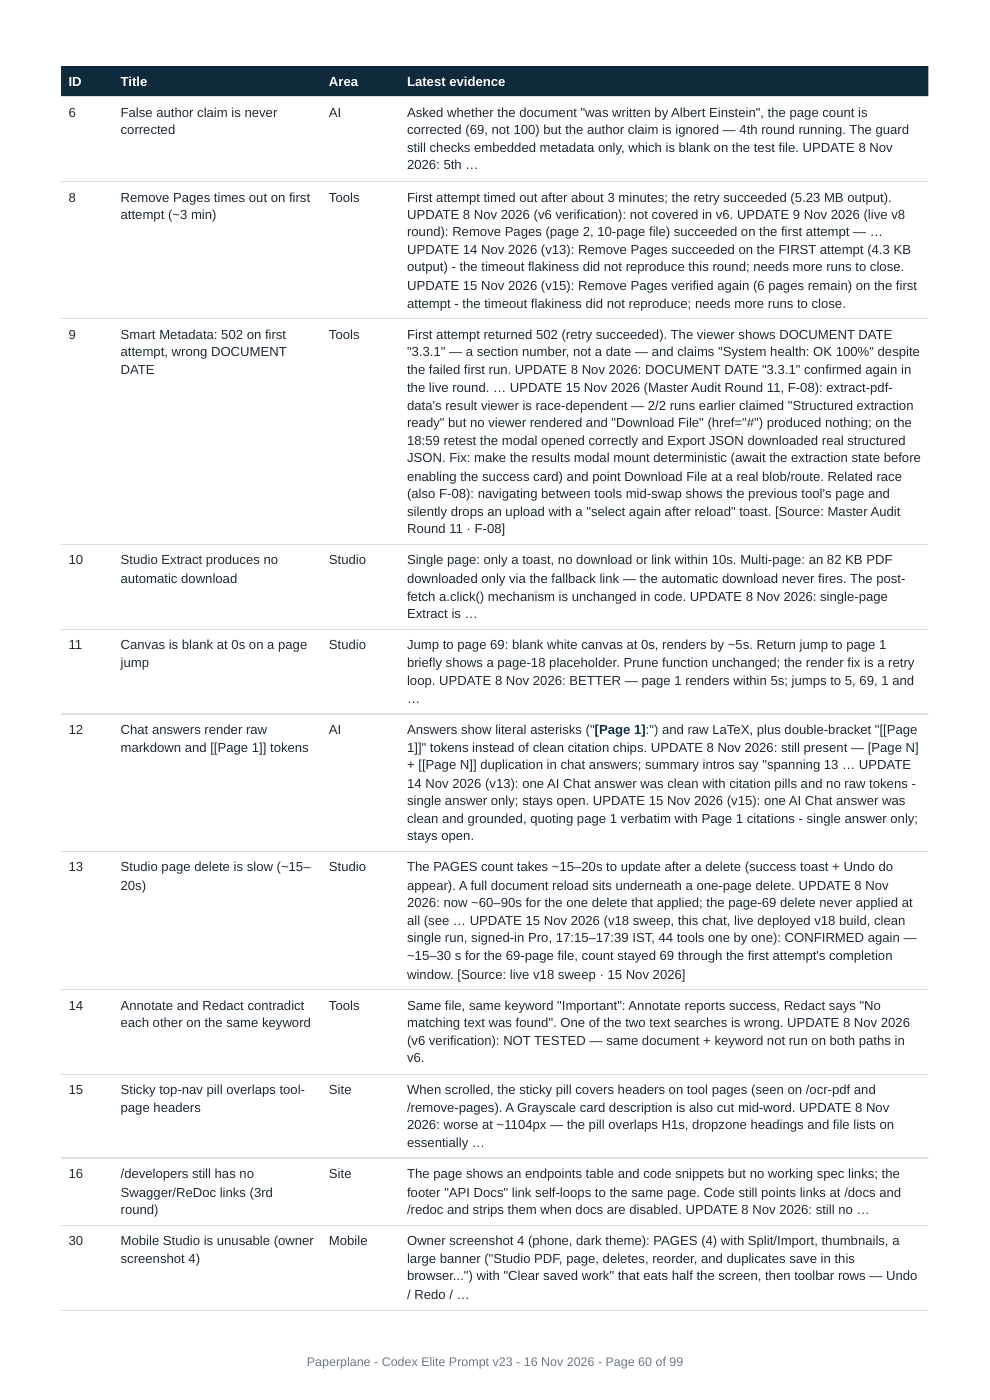 ID Title Area Latest evidence
6 False author claim is never AI Asked whether the document "was written by Albert Einstein", the page count is
corrected corrected (69, not 100) but the author claim is ignored — 4th round running. The guard
still checks embedded metadata only, which is blank on the test file. UPDATE 8 Nov
2026: 5th …
8 Remove Pages times out on first Tools First attempt timed out after about 3 minutes; the retry succeeded (5.23 MB output).
attempt (~3 min) UPDATE 8 Nov 2026 (v6 verification): not covered in v6. UPDATE 9 Nov 2026 (live v8
round): Remove Pages (page 2, 10-page file) succeeded on the first attempt — …
UPDATE 14 Nov 2026 (v13): Remove Pages succeeded on the FIRST attempt (4.3 KB
output) - the timeout flakiness did not reproduce this round; needs more runs to close.
UPDATE 15 Nov 2026 (v15): Remove Pages verified again (6 pages remain) on the first
attempt - the timeout flakiness did not reproduce; needs more runs to close.
9 Smart Metadata: 502 on first Tools First attempt returned 502 (retry succeeded). The viewer shows DOCUMENT DATE
attempt, wrong DOCUMENT "3.3.1" — a section number, not a date — and claims "System health: OK 100%" despite
DATE the failed first run. UPDATE 8 Nov 2026: DOCUMENT DATE "3.3.1" confirmed again in
the live round. … UPDATE 15 Nov 2026 (Master Audit Round 11, F-08): extract-pdf-
data's result viewer is race-dependent — 2/2 runs earlier claimed "Structured extraction
ready" but no viewer rendered and "Download File" (href="#") produced nothing; on the
18:59 retest the modal opened correctly and Export JSON downloaded real structured
JSON. Fix: make the results modal mount deterministic (await the extraction state before
enabling the success card) and point Download File at a real blob/route. Related race
(also F-08): navigating between tools mid-swap shows the previous tool's page and
silently drops an upload with a "select again after reload" toast. [Source: Master Audit
Round 11 · F-08]
10 Studio Extract produces no Studio Single page: only a toast, no download or link within 10s. Multi-page: an 82 KB PDF
automatic download downloaded only via the fallback link — the automatic download never fires. The post-
fetch a.click() mechanism is unchanged in code. UPDATE 8 Nov 2026: single-page
Extract is …
11 Canvas is blank at 0s on a page Studio Jump to page 69: blank white canvas at 0s, renders by ~5s. Return jump to page 1
jump briefly shows a page-18 placeholder. Prune function unchanged; the render fix is a retry
loop. UPDATE 8 Nov 2026: BETTER — page 1 renders within 5s; jumps to 5, 69, 1 and
…
12 Chat answers render raw AI Answers show literal asterisks ("[Page 1]:") and raw LaTeX, plus double-bracket "[[Page
markdown and [[Page 1]] tokens 1]]" tokens instead of clean citation chips. UPDATE 8 Nov 2026: still present — [Page N]
+ [[Page N]] duplication in chat answers; summary intros say "spanning 13 … UPDATE
14 Nov 2026 (v13): one AI Chat answer was clean with citation pills and no raw tokens -
single answer only; stays open. UPDATE 15 Nov 2026 (v15): one AI Chat answer was
clean and grounded, quoting page 1 verbatim with Page 1 citations - single answer only;
stays open.
13 Studio page delete is slow (~15– Studio The PAGES count takes ~15–20s to update after a delete (success toast + Undo do
20s) appear). A full document reload sits underneath a one-page delete. UPDATE 8 Nov
2026: now ~60–90s for the one delete that applied; the page-69 delete never applied at
all (see … UPDATE 15 Nov 2026 (v18 sweep, this chat, live deployed v18 build, clean
single run, signed-in Pro, 17:15–17:39 IST, 44 tools one by one): CONFIRMED again —
~15–30 s for the 69-page file, count stayed 69 through the first attempt's completion
window. [Source: live v18 sweep · 15 Nov 2026]
14 Annotate and Redact contradict Tools Same file, same keyword "Important": Annotate reports success, Redact says "No
each other on the same keyword matching text was found". One of the two text searches is wrong. UPDATE 8 Nov 2026
(v6 verification): NOT TESTED — same document + keyword not run on both paths in
v6.
15 Sticky top-nav pill overlaps tool- Site When scrolled, the sticky pill covers headers on tool pages (seen on /ocr-pdf and
page headers /remove-pages). A Grayscale card description is also cut mid-word. UPDATE 8 Nov
2026: worse at ~1104px — the pill overlaps H1s, dropzone headings and file lists on
essentially …
16 /developers still has no Site The page shows an endpoints table and code snippets but no working spec links; the
Swagger/ReDoc links (3rd footer "API Docs" link self-loops to the same page. Code still points links at /docs and
round) /redoc and strips them when docs are disabled. UPDATE 8 Nov 2026: still no …
30 Mobile Studio is unusable (owner Mobile Owner screenshot 4 (phone, dark theme): PAGES (4) with Split/Import, thumbnails, a
screenshot 4) large banner ("Studio PDF, page, deletes, reorder, and duplicates save in this
browser...") with "Clear saved work" that eats half the screen, then toolbar rows — Undo
/ Redo / …
Paperplane - Codex Elite Prompt v23 - 16 Nov 2026 - Page 60 of 99